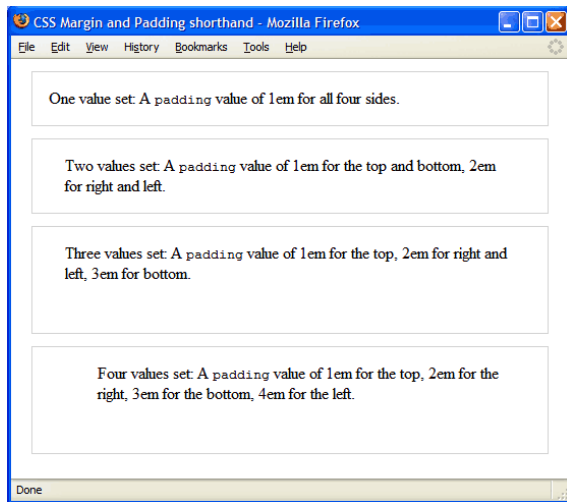 CSS Margin and Padding shorthand - Mozilla Firefox
File Edit View History Bookmarks Tools Help
One value set: A padding value of 1em for all four sides.
Two values set: A padding value of 1em for the top and bottom, 2em
for right and left.
Three values set: A padding value of 1em for the top, 2em for right and
left, 3em for bottom.
Four values set: A padding value of 1em for the top, 2em for the
right, 3em for the bottom, 4em for the left.
Done